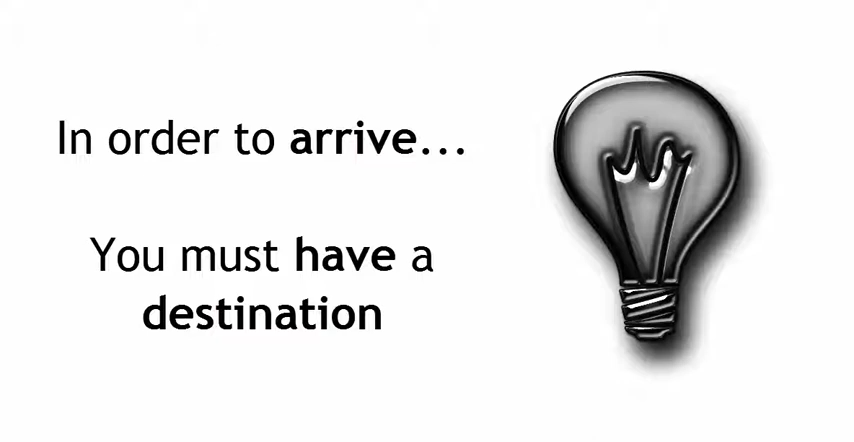 In order to arrive...
You must have a
destination